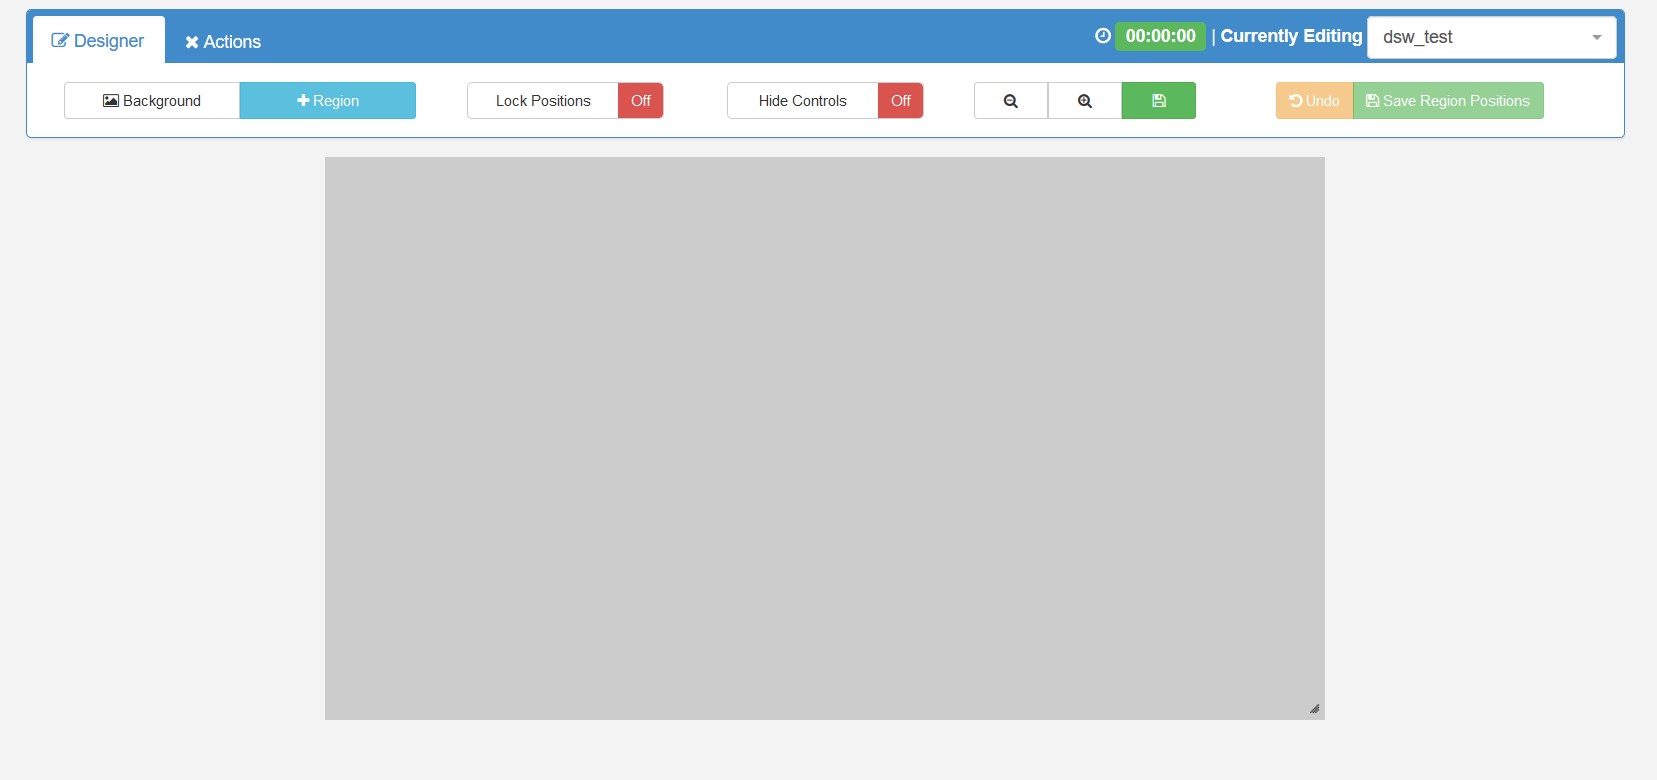 Designer Actions 00:00:00 | Currently Editing dsw_test
Background Region Lock Positions Off Hide Controls Off Undo Save Region Positions